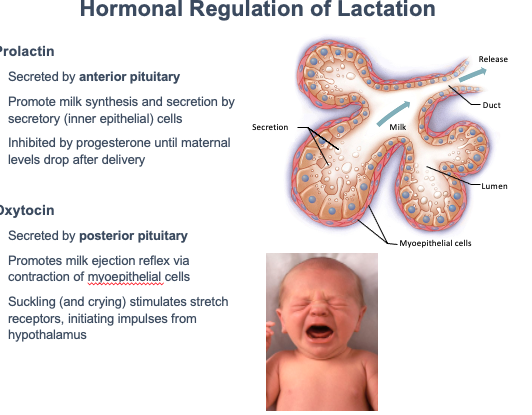 Hormonal Regulation of Lactation
Prolactin
Secreted by anterior pituitary
Promote milk synthesis and secretion by
secretory (inner epithelial) cells
Inhibited by progesterone until maternal
levels drop after delivery
Oxytocin
Secreted by posterior pituitary
Promotes milk ejection reflex via
contraction of myoepithelial cells
Suckling (and crying) stimulates stretch
receptors, initiating impulses from
hypothalamus
Release
Duct
Secretion
Milk
Lumen
Myoepithelial cells